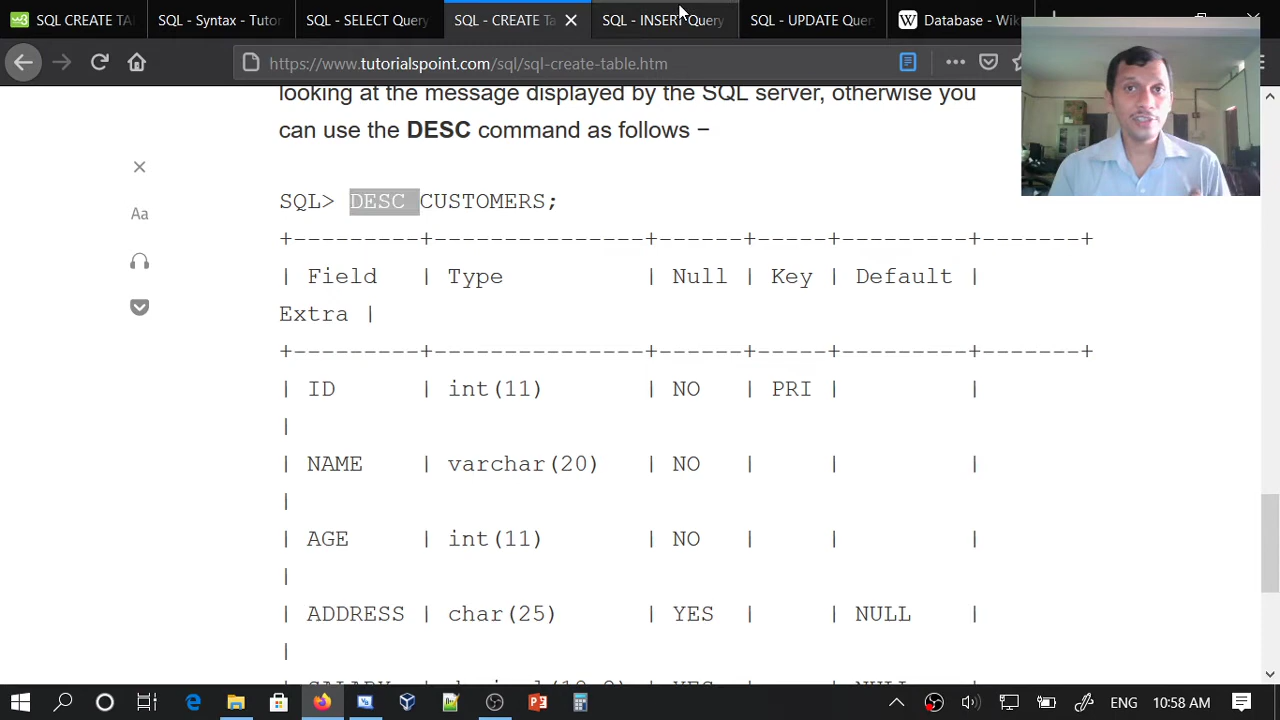 SQL CREATE TA
SQL - Syntax - Tutor
SQL - SELECT Query
SQL - CREATE Ta
SQL - INSERT Query
SQL - UPDATE Query
Database - Wiki
https://www.tutorialspoint.com/sql/sql-create-table.htm
looking at the message displayed by the SQL server, otherwise you
can use the DESC command as follows −
Aa
SQL> DESC CUSTOMERS;
+---------+---------------+------+-----+---------+-------+
| Field | Type | Null | Key | Default |
Extra |
+---------+---------------+------+-----+---------+-------+
| ID | int(11) | NO | PRI | |
|
| NAME | varchar(20) | NO | | |
|
| AGE | int(11) | NO | | |
|
| ADDRESS | char(25) | YES | | NULL |
|
ENG
10:58 AM